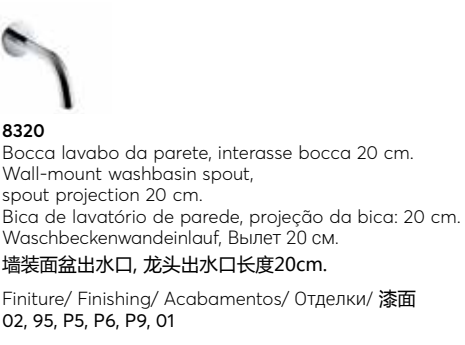 8320
Bocca lavabo da parete, interasse bocca 20 cm.
Wall-mount washbasin spout,
spout projection 20 cm.
Bica de lavatório de parede, projeção da bica: 20 cm.
Waschbeckenwandeinlauf, Вылет 20 см.
墙装面盆出水口, 龙头出水口长度20cm.
Finiture/ Finishing/ Acabamentos/ Отделки/ 漆面
02, 95, P5, P6, P9, 01